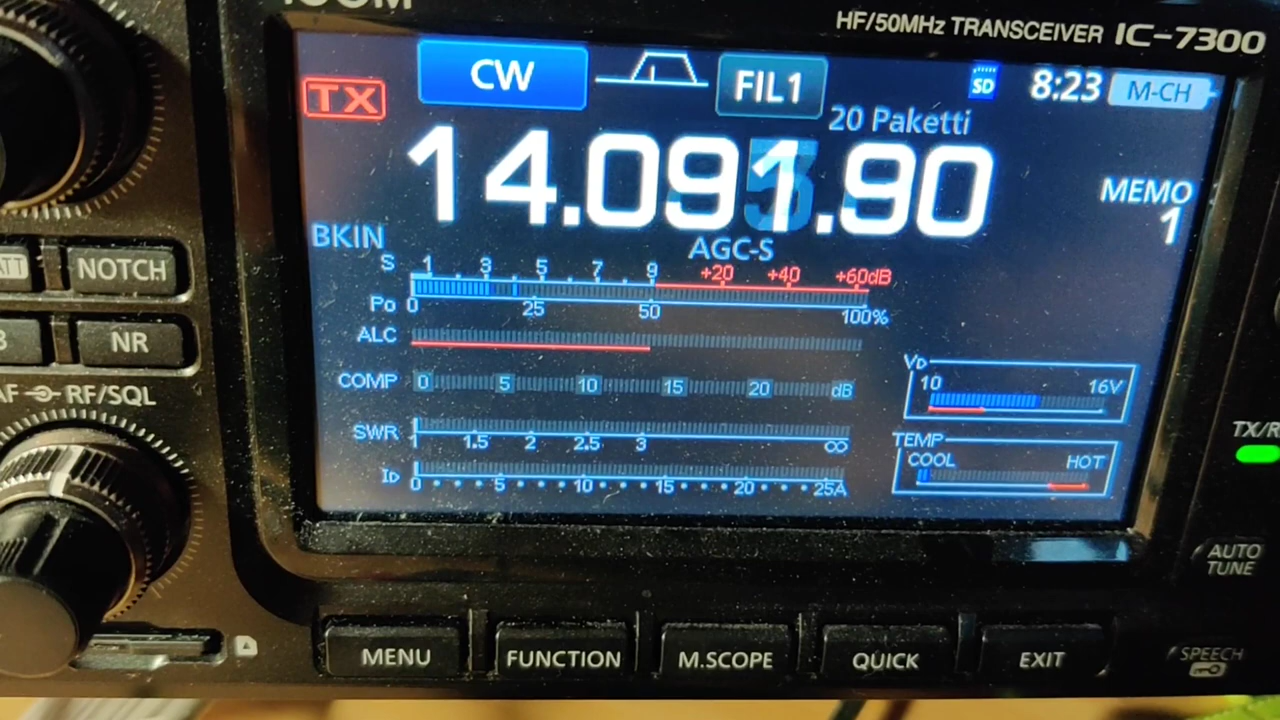 ICOM
HF/50MHz TRANSCEIVER IC-7300
CW FIL1 SD 8:23 M-CH
TX
20 Paketti
14.091.90
MEMO
1
BKIN
AGC-S
S 1 3 5 7 9 +20 +40 +60dB
Po 0 25 50 100%
ALC
COMP 0 5 10 15 20 dB
SWR 1 1.5 2 2.5 3 ∞
ID 0 5 10 15 20 25A
VD
10 16V
TEMP
COOL HOT
NOTCH
NR
AF RF/SQL
TX/R
AUTO
TUNE
MENU FUNCTION M.SCOPE QUICK EXIT
SPEECH